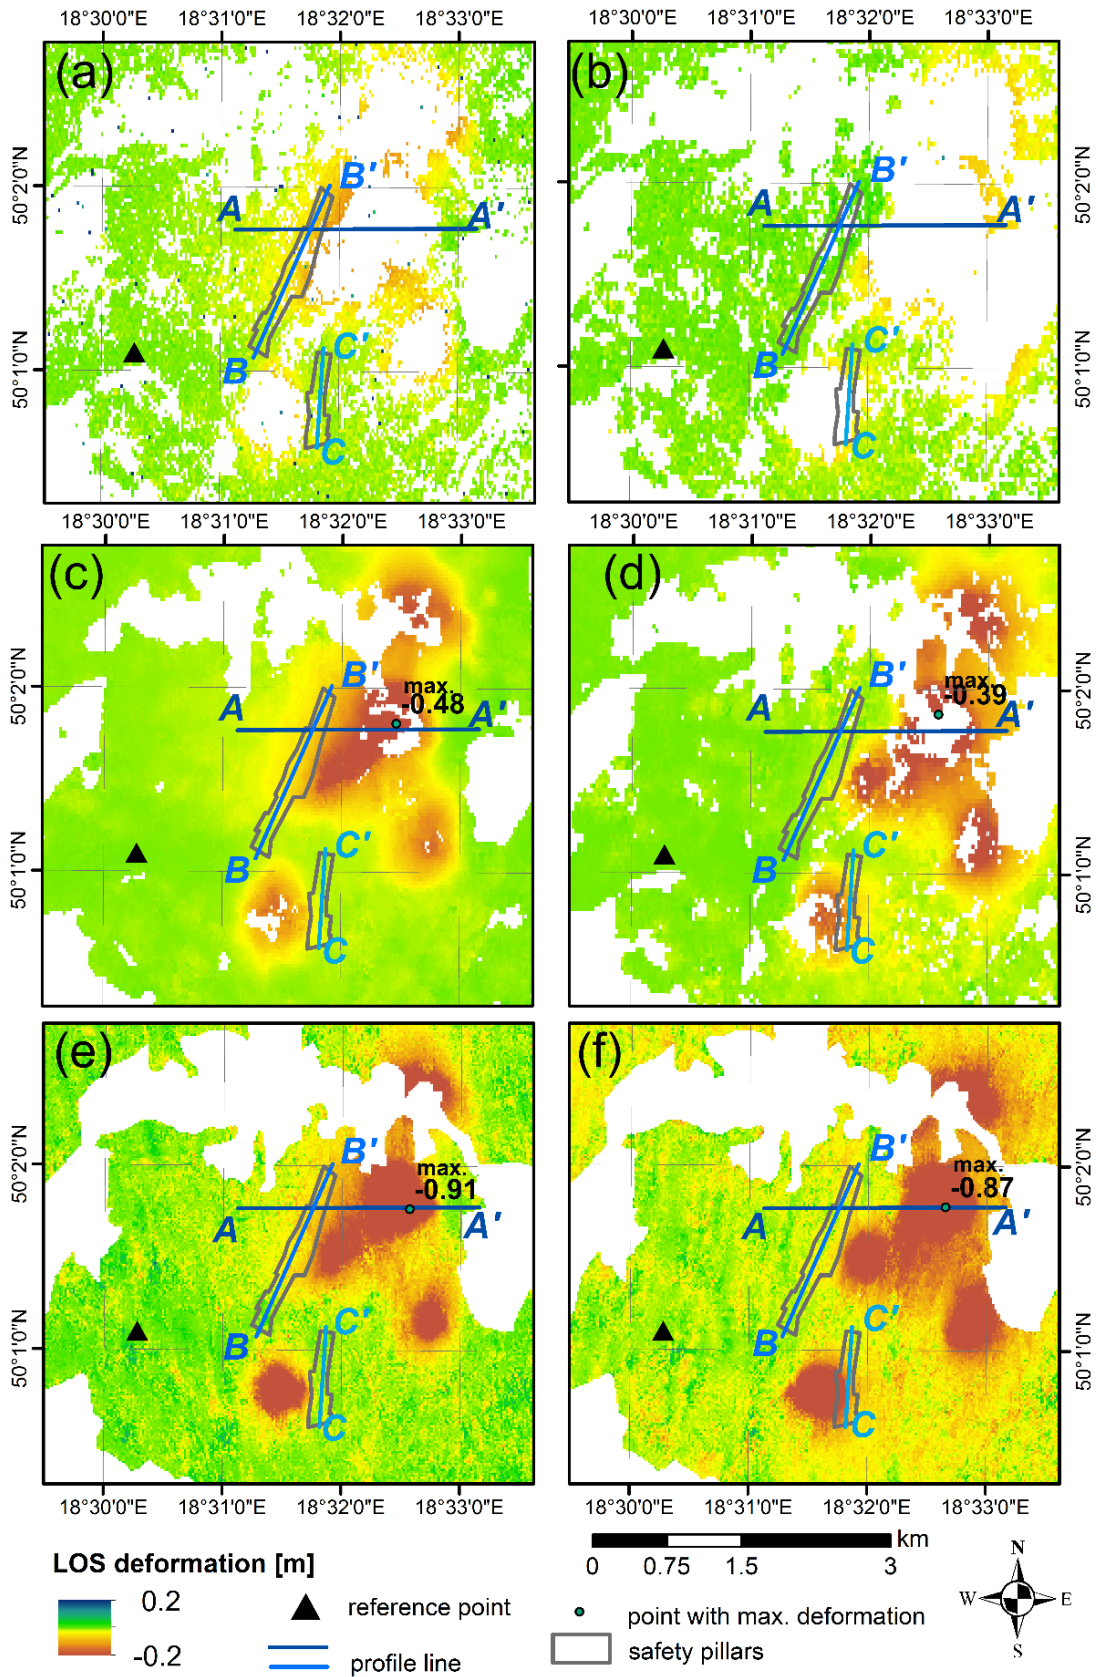 18°30'0"E 18°31'0"E 18°32'0"E 18°33'0"E 18°30'0"E 18°31'0"E 18°32'0"E 18°33'0"E
(a) (b)
50°2'0"N B' B' 50°2'0"N
A A' A A'
50°1'0"N C' C' 50°1'0"N
B B
C C
18°30'0"E 18°31'0"E 18°32'0"E 18°33'0"E 18°30'0"E 18°31'0"E 18°32'0"E 18°33'0"E
(c) (d)
50°2'0"N B' max. B' max. 50°2'0"N
A -0.48 A' A -0.39 A'
50°1'0"N C' C' 50°1'0"N
B B
C C
(e) (f)
50°2'0"N B' max. B' max. 50°2'0"N
-0.91 -0.87
A A' A A'
50°1'0"N C' C' 50°1'0"N
B B
C C
18°30'0"E 18°31'0"E 18°32'0"E 18°33'0"E 18°30'0"E 18°31'0"E 18°32'0"E 18°33'0"E
LOS deformation [m]
0.2
-0.2
reference point
profile line
km
0 0.75 1.5 3
point with max. deformation
safety pillars
N
W E
S